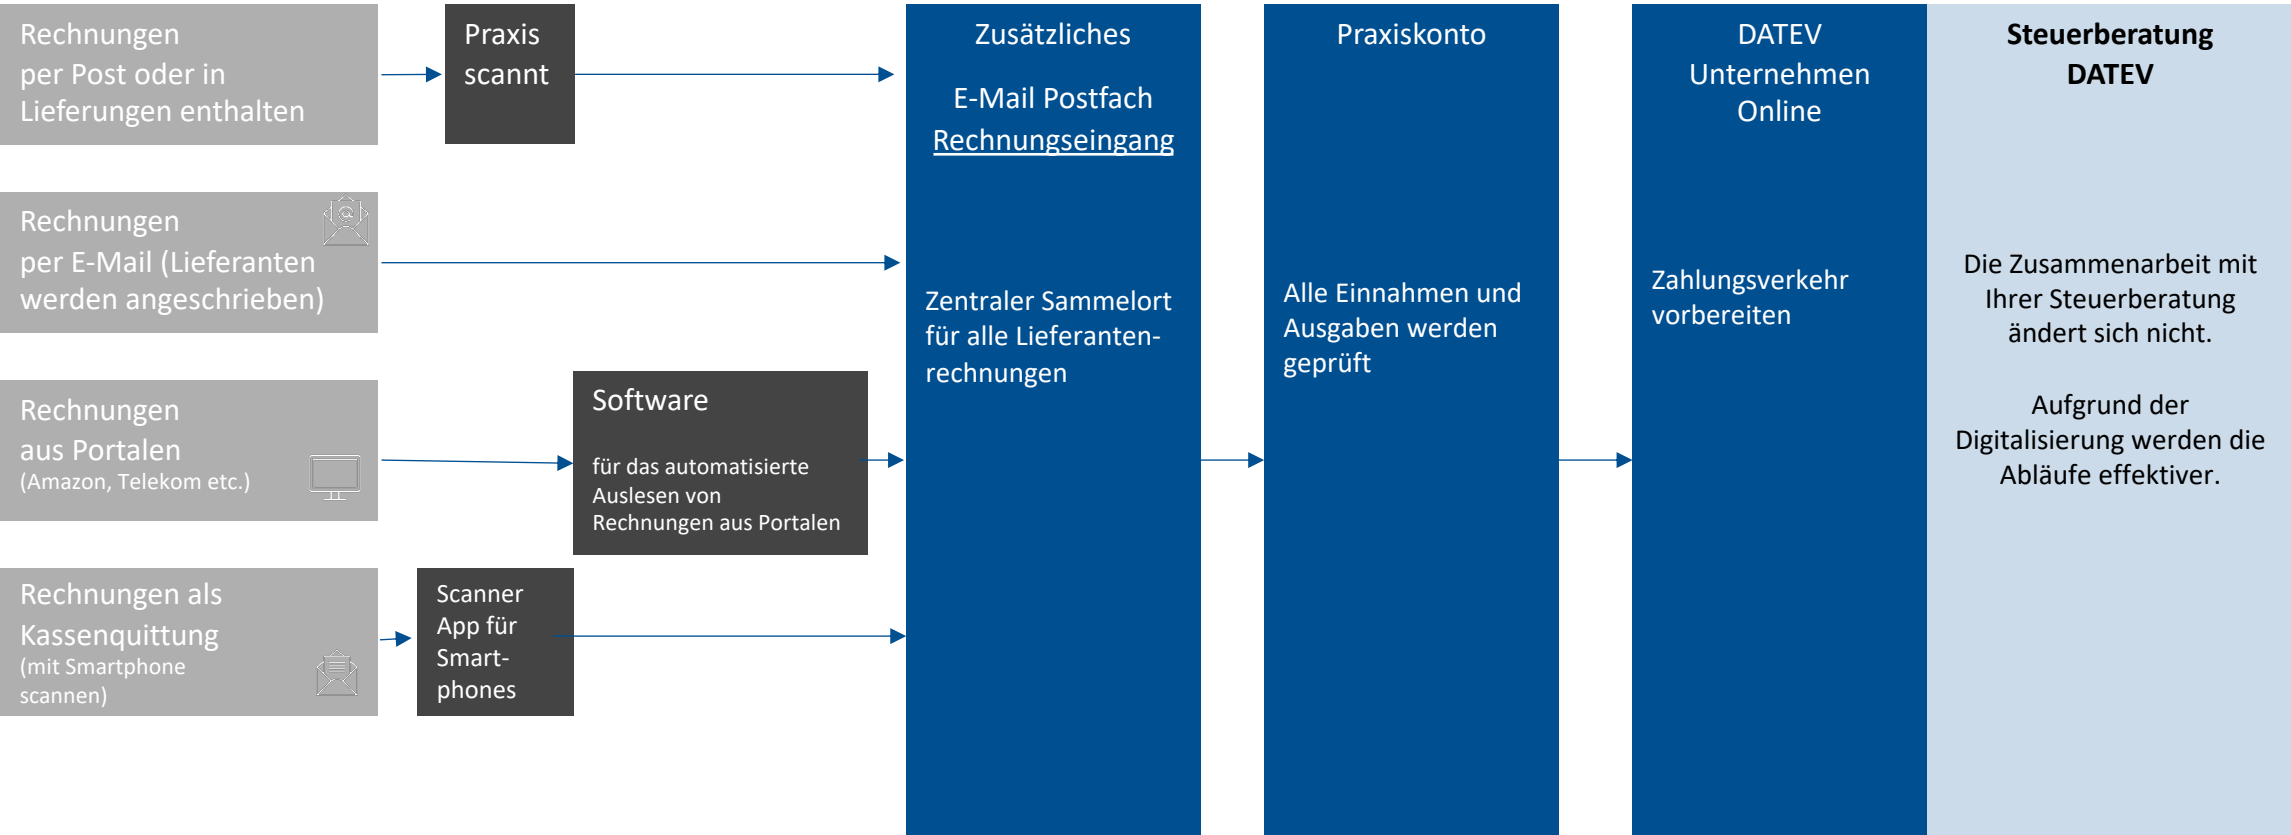 Rechnungen
per Post oder in
Lieferungen enthalten
Praxis
scannt
Rechnungen
per E-Mail (Lieferanten
werden angeschrieben)
Rechnungen
aus Portalen
(Amazon, Telekom etc.)
Software
für das automatisierte
Auslesen von
Rechnungen aus Portalen
Rechnungen als
Kassenquittung
(mit Smartphone
scannen)
Scanner
App für
Smart-
phones
Zusätzliches
E-Mail Postfach
Rechnungseingang
Zentraler Sammelort
für alle Lieferanten-
rechnungen
Praxiskonto
Alle Einnahmen und
Ausgaben werden
geprüft
DATEV
Unternehmen
Online
Zahlungsverkehr
vorbereiten
Steuerberatung
DATEV
Die Zusammenarbeit mit
Ihrer Steuerberatung
ändert sich nicht.
Aufgrund der
Digitalisierung werden die
Abläufe effektiver.